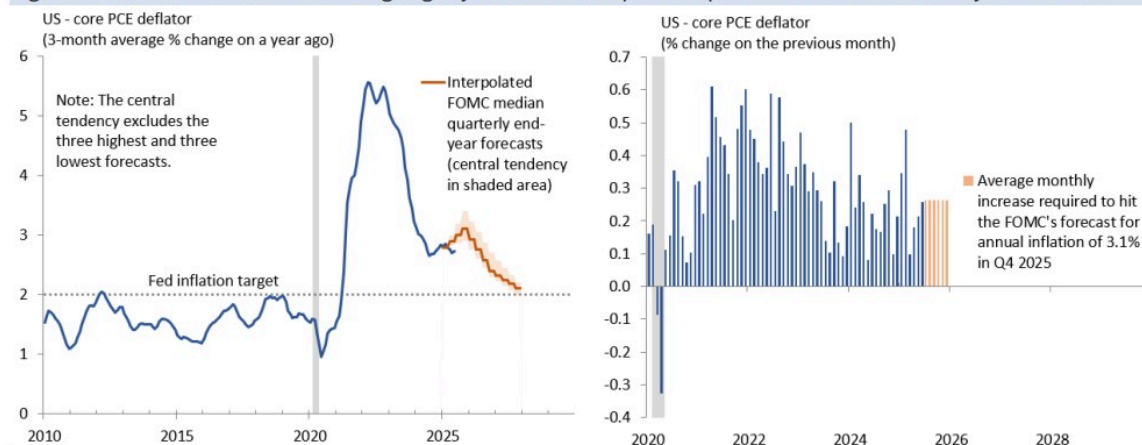 US - core PCE deflator
(3-month average % change on a year ago)
6
5
4
3
2
1
0
Note: The central
tendency excludes the
three highest and three
lowest forecasts.
Interpolated
FOMC median
quarterly end-
year forecasts
(central tendency
in shaded area)
Fed inflation target
2010
2015
2020
2025
US - core PCE deflator
(% change on the previous month)
0.7
0.6
0.5
0.4
0.3
0.2
0.1
0.0
-0.1
-0.2
-0.3
-0.4
Average monthly
increase required to hit
the FOMC's forecast for
annual inflation of 3.1%
in Q4 2025
2020
2022
2024
2026
2028